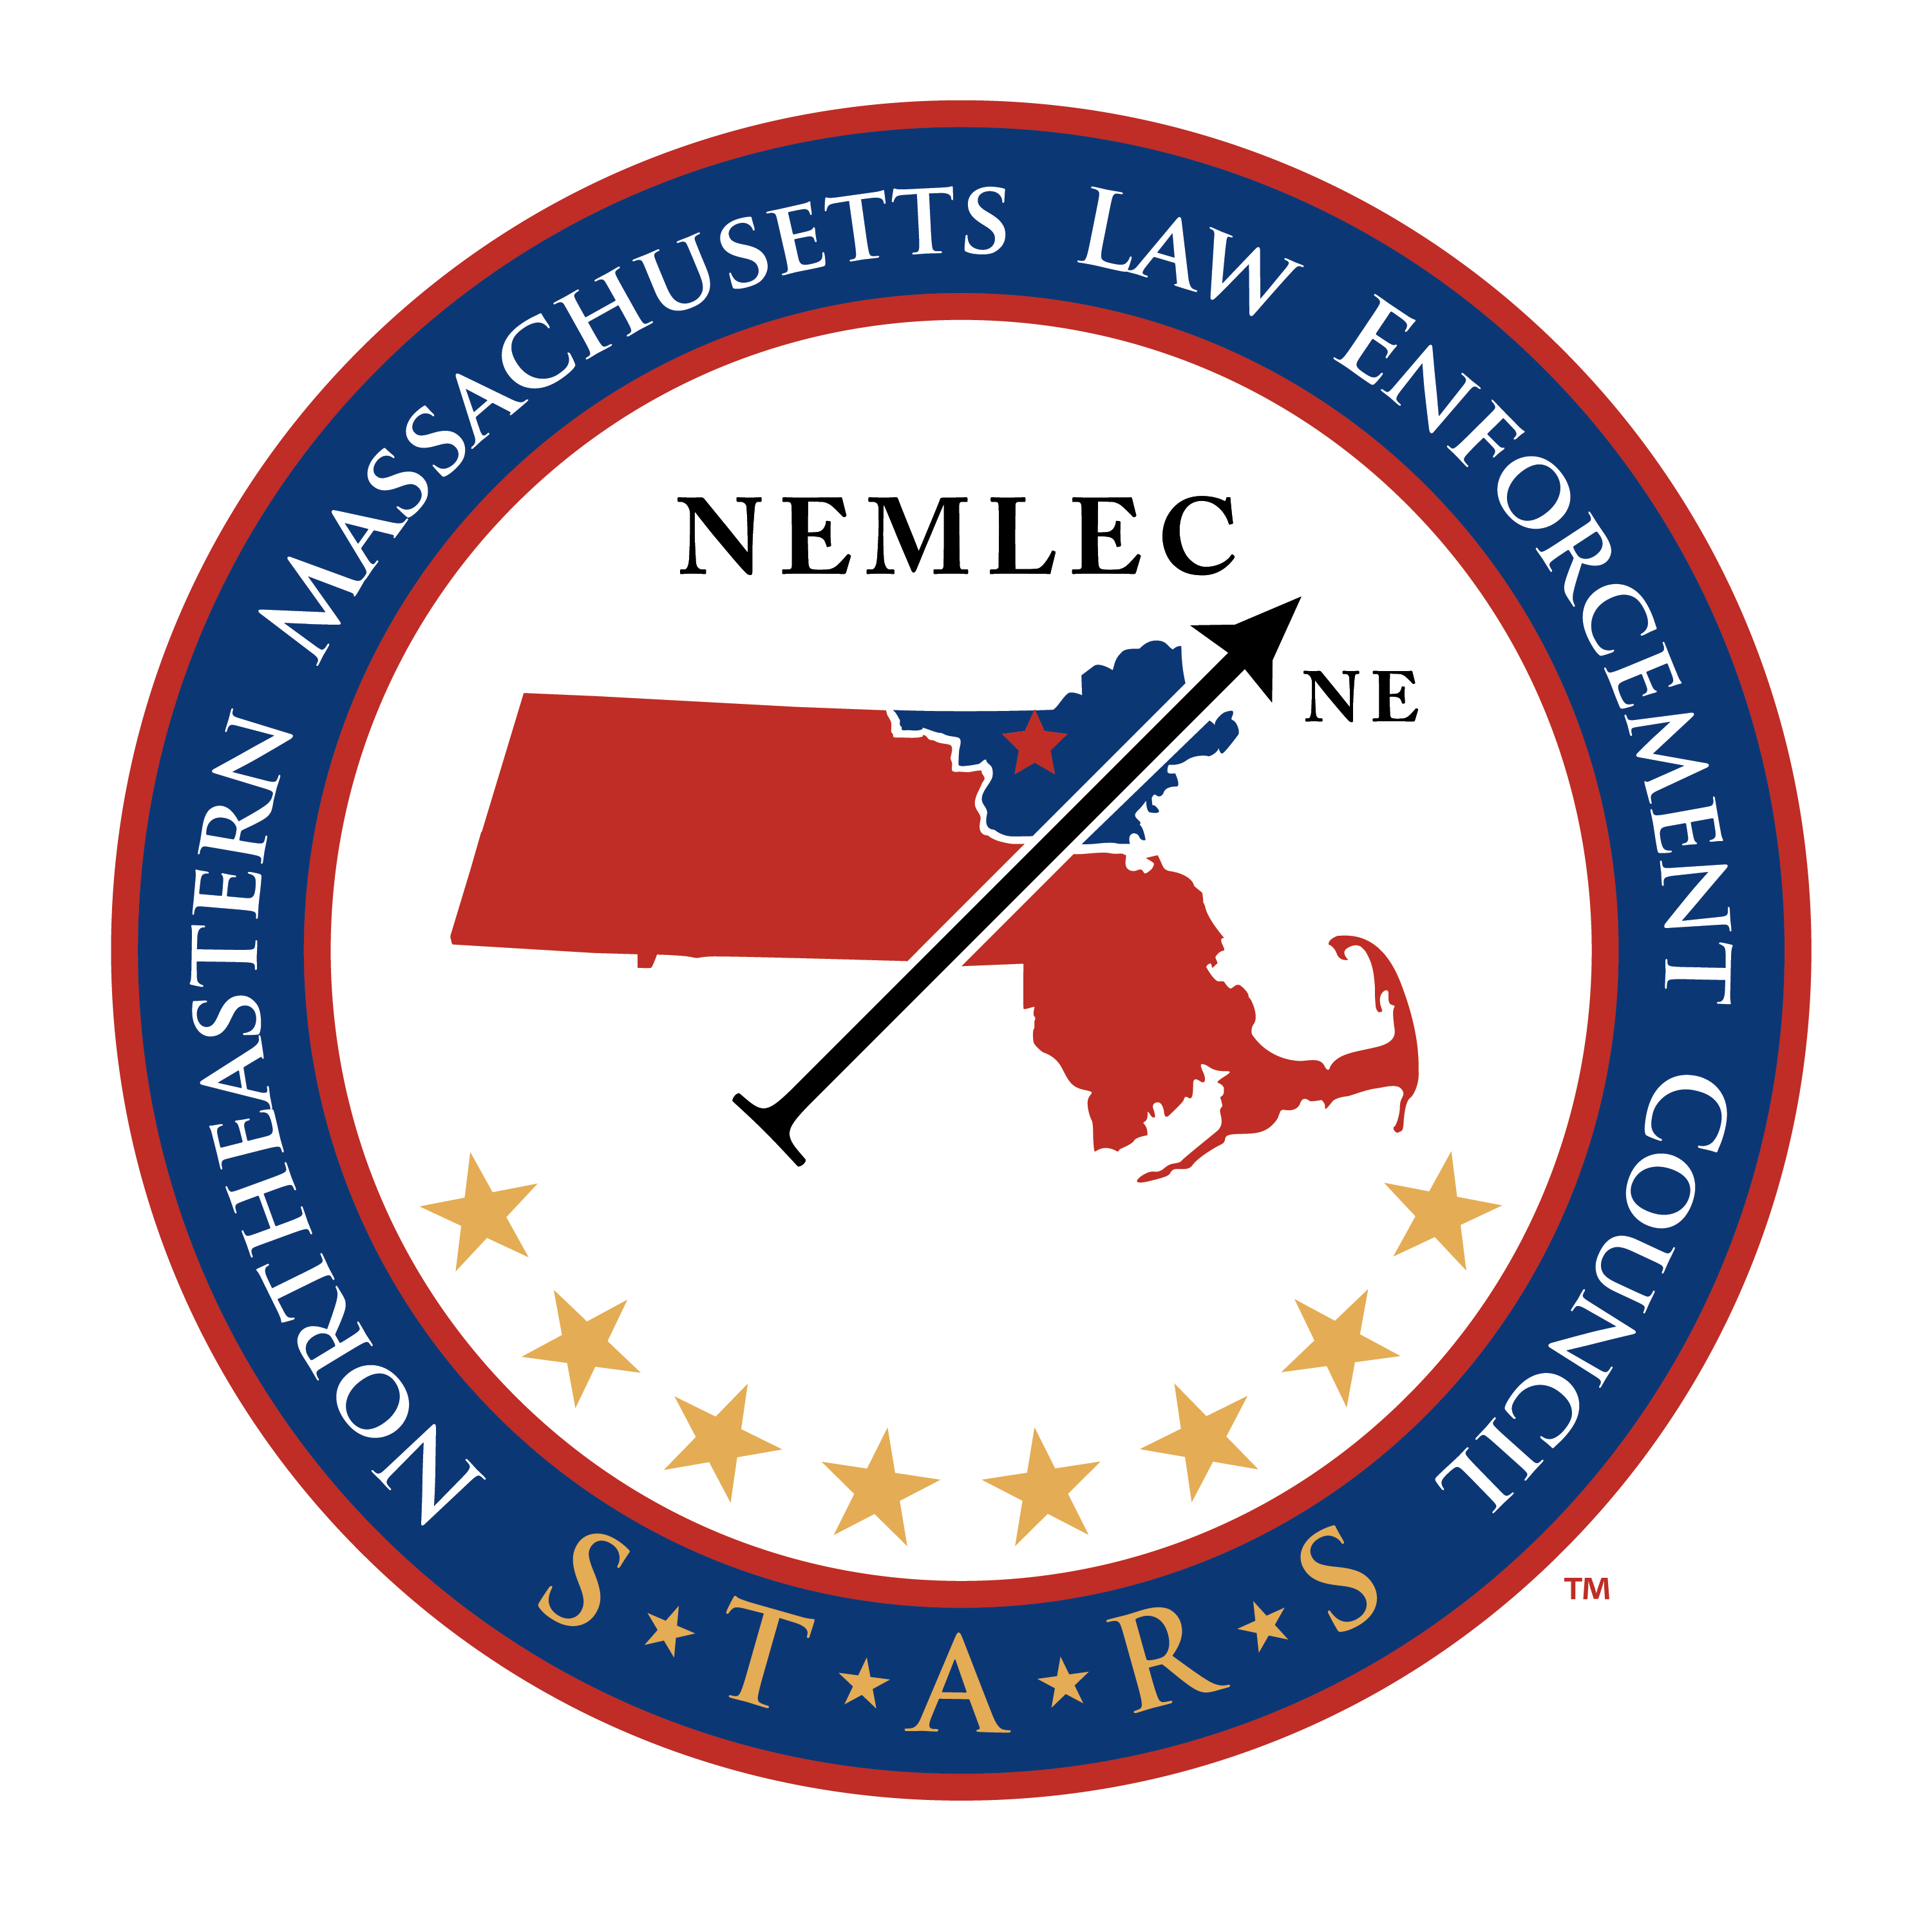 NORTHEASTERN MASSACHUSETTS LAW ENFORCEMENT COUNCIL
NEMLEC
NE
S★T★A★R★S
TM